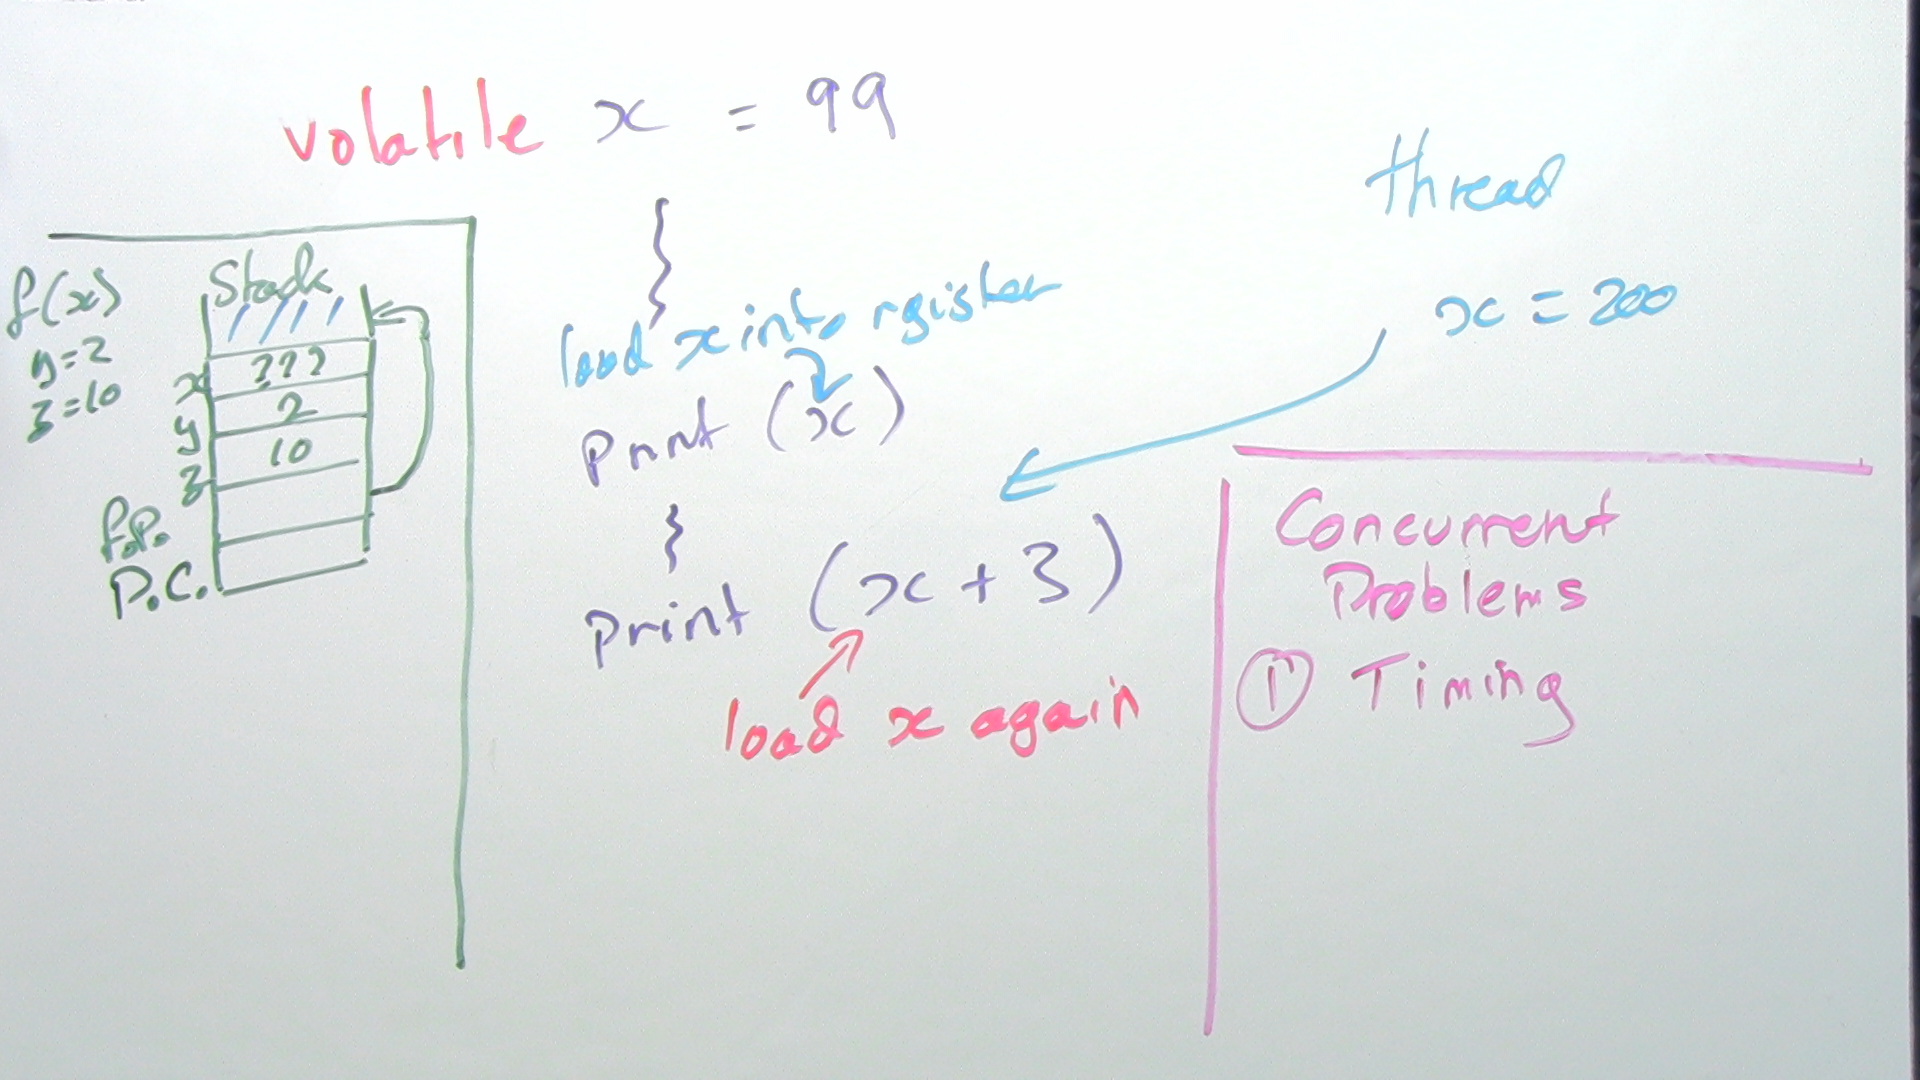 volatile x = 99
thread
x = 200
f(x)
y=2
z=10
Stack
x ???
y 2
z 10
f.p.
P.C.
load x into rgister
print (x)
print (x+3)
load x again
Concurrent
Problems
① Timing